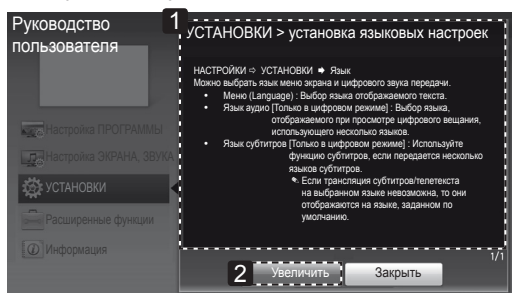 Руководство
пользователя
Настройка ПРОГРАММЫ
Настройка ЭКРАНА, ЗВУКА
УСТАНОВКИ
Расширенные функции
Информация
1
УСТАНОВКИ > установка языковых настроек
НАСТРОЙКИ ⇨ УСТАНОВКИ ➧ Язык
Можно выбрать язык меню экрана и цифрового звука передачи.
• Меню (Language) : Выбор языка отображаемого текста.
• Язык аудио [Только в цифровом режиме] : Выбор языка,
отображаемого при просмотре цифрового вещания,
использующего несколько языков.
• Язык субтитров [Только в цифровом режиме] : Используйте
функцию субтитров, если передается несколько
языков субтитров.
✎ Если трансляция субтитров/телетекста
на выбранном языке невозможна, то они
отображаются на языке, заданном по
умолчанию.
1/1
2 Увеличить Закрыть